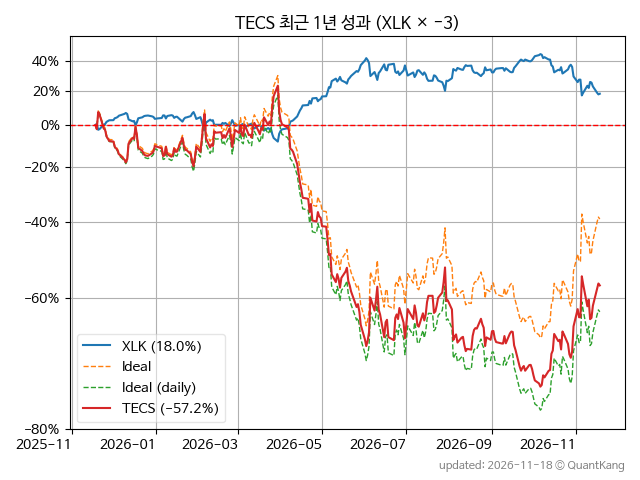 TECS 최근 1년 성과 (XLK × −3)
40%
20%
0%
−20%
−40%
−60%
−80%
XLK (18.0%)
Ideal
Ideal (daily)
TECS (−57.2%)
2025-11
2026-01
2026-03
2026-05
2026-07
2026-09
2026-11
updated: 2026-11-18 © QuantKang